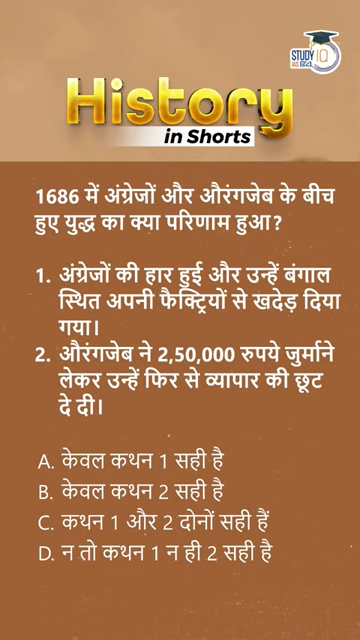 STUDY IQ
IAS हिन्दी
History
in Shorts
1686 में अंग्रेजों और औरंगजेब के बीच
हुए युद्ध का क्या परिणाम हुआ?
1. अंग्रेजों की हार हुई और उन्हें बंगाल
स्थित अपनी फैक्ट्रियों से खदेड़ दिया
गया।
2. औरंगजेब ने 2,50,000 रुपये जुर्माने
लेकर उन्हें फिर से व्यापार की छूट
दे दी।
A. केवल कथन 1 सही है
B. केवल कथन 2 सही है
C. कथन 1 और 2 दोनों सही हैं
D. न तो कथन 1 न ही 2 सही है